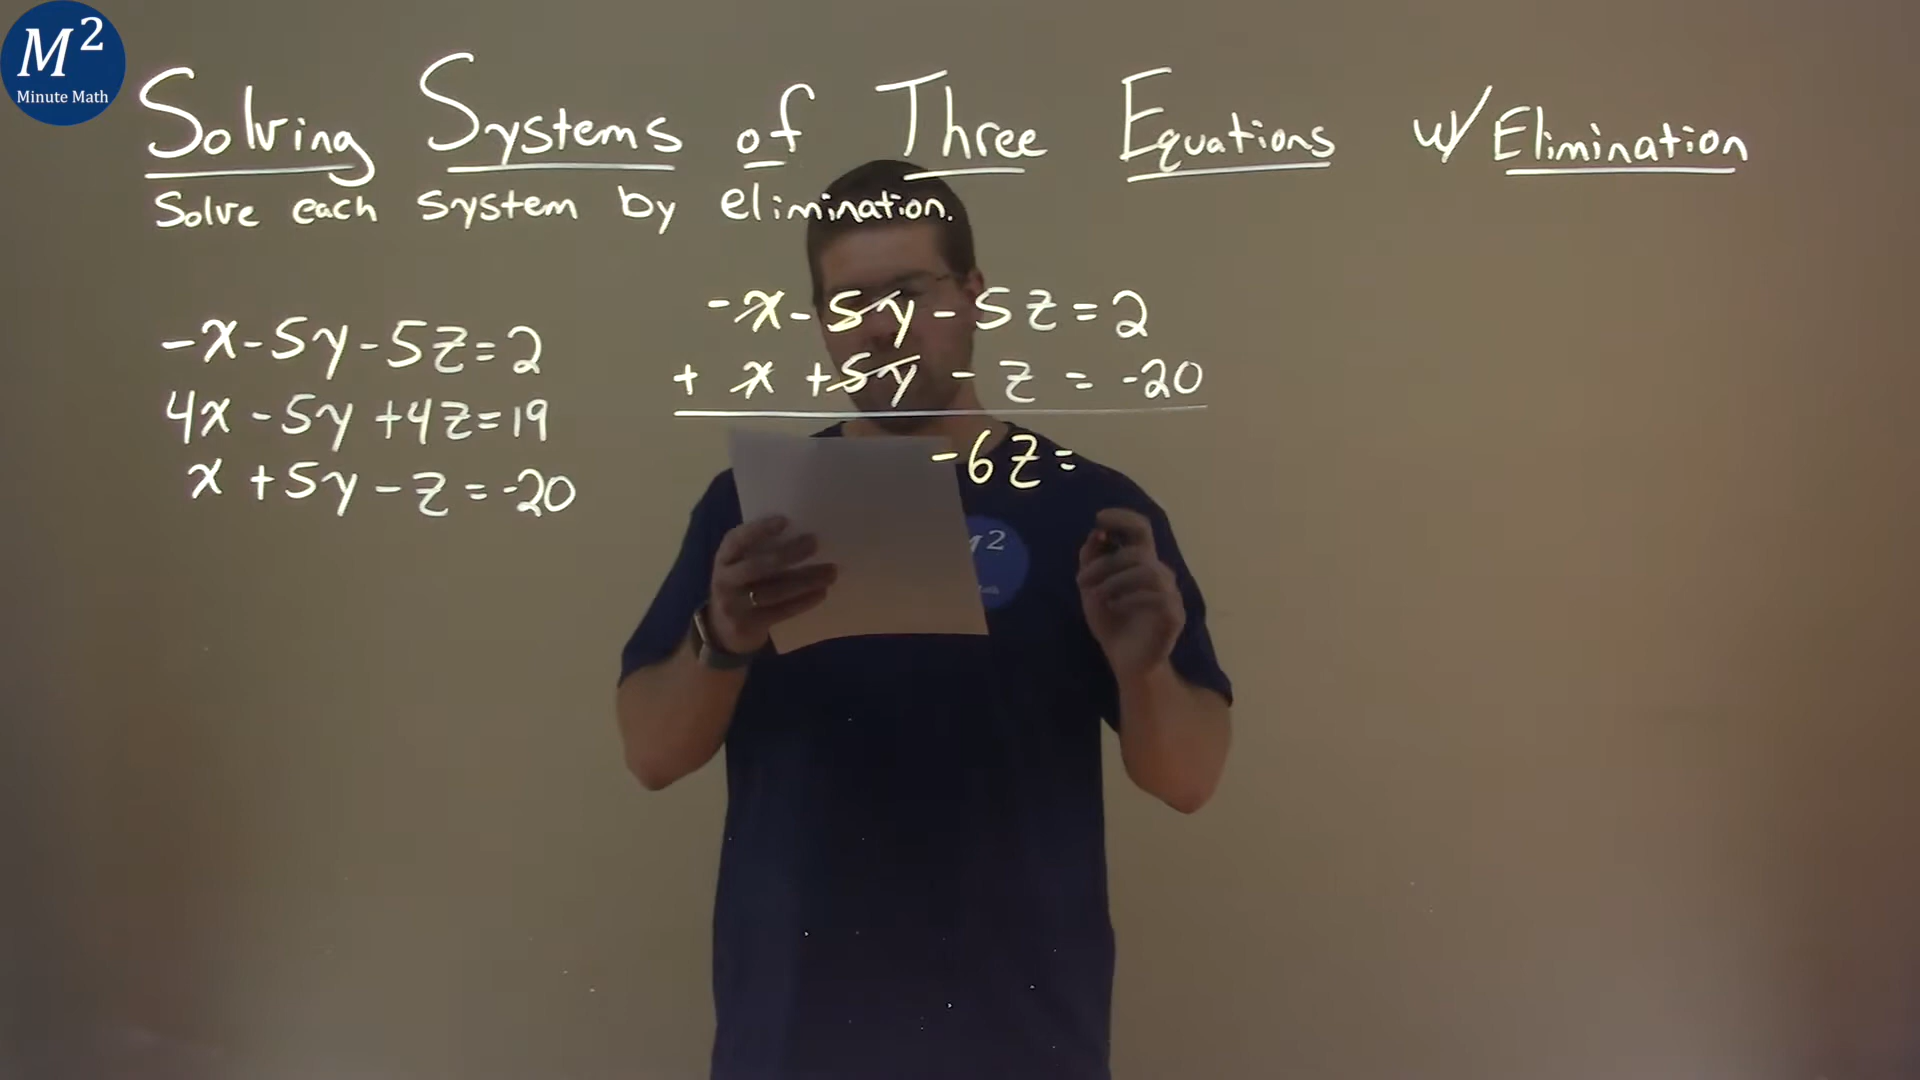 M²
Minute Math
Solving Systems of Three Equations w/ Elimination
Solve each system by elimination.
-x-5y-5z=2
4x-5y+4z=19
x+5y-z=-20
-x-5y-5z=2
+ x+5y-z=-20
-6z=
M²